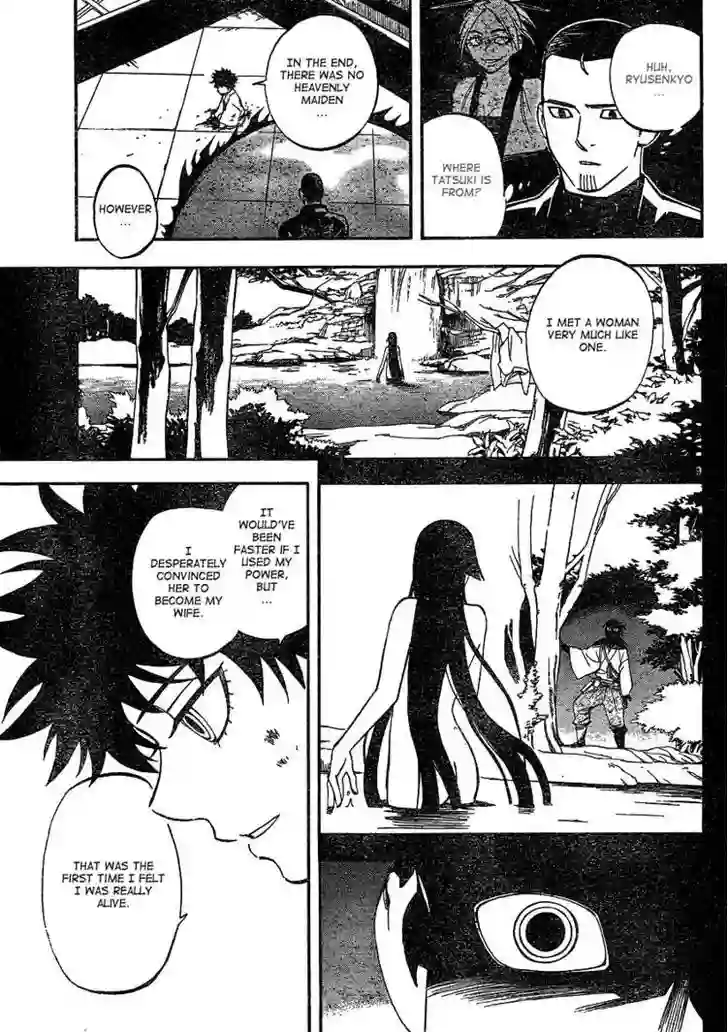 HUH,
RYUSENKYO
...
WHERE
TATSUKI IS
FROM?
IN THE END,
THERE WAS NO
HEAVENLY
MAIDEN
...
HOWEVER
...
I MET A WOMAN
VERY MUCH LIKE
ONE.
IT
WOULD'VE
BEEN
FASTER IF I
USED MY
POWER,
BUT
...
I
DESPERATELY
CONVINCED
HER TO
BECOME MY
WIFE.
THAT WAS THE
FIRST TIME I FELT
I WAS REALLY
ALIVE.